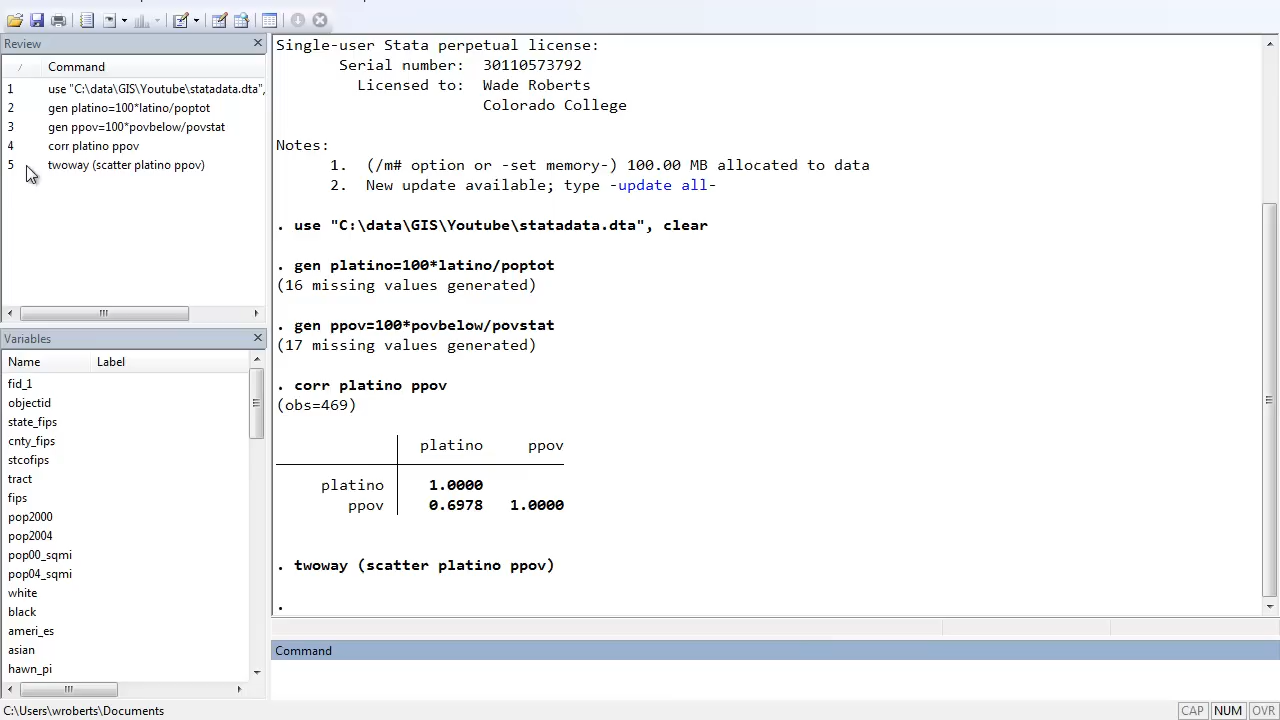 Review
/ Command
1 use "C:\data\GIS\Youtube\statadata.dta",
2 gen platino=100*latino/poptot
3 gen ppov=100*povbelow/povstat
4 corr platino ppov
5 twoway (scatter platino ppov)
Variables
Name Label
fid_1
objectid
state_fips
cnty_fips
stcofips
tract
fips
pop2000
pop2004
pop00_sqmi
pop04_sqmi
white
black
ameri_es
asian
hawn_pi
Single-user Stata perpetual license:
Serial number: 30110573792
Licensed to: Wade Roberts
Colorado College
Notes:
1. (/m# option or -set memory-) 100.00 MB allocated to data
2. New update available; type -update all-
. use "C:\data\GIS\Youtube\statadata.dta", clear
. gen platino=100*latino/poptot
(16 missing values generated)
. gen ppov=100*povbelow/povstat
(17 missing values generated)
. corr platino ppov
(obs=469)
platino ppov
platino 1.0000
ppov 0.6978 1.0000
. twoway (scatter platino ppov)
.
Command
C:\Users\wroberts\Documents
CAP NUM OVR